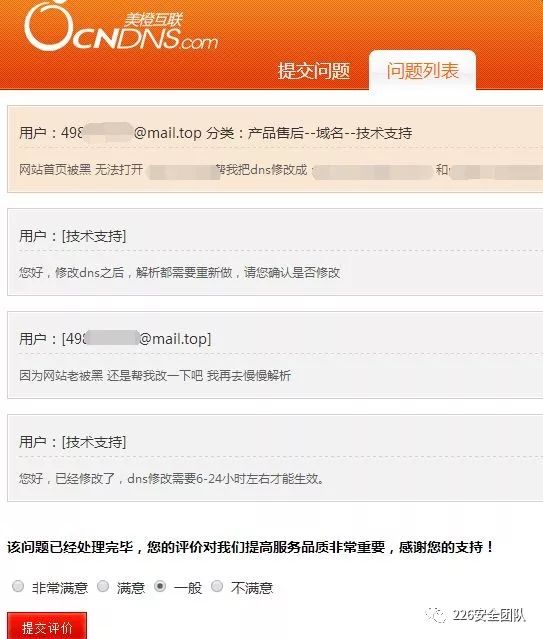 美橙互联
CNDNS.com
提交问题 问题列表
用户：498 @mail.top 分类：产品售后--域名--技术支持
网站首页被黑 无法打开 帮我把dns修改成 和
用户：[技术支持]
您好，修改dns之后，解析都需要重新做，请您确认是否修改
用户：[498 @mail.top]
因为网站老被黑 还是帮我改一下吧 我再去慢慢解析
用户：[技术支持]
您好，已经修改了，dns修改需要6-24小时左右才能生效。
该问题已经处理完毕，您的评价对我们提高服务品质非常重要，感谢您的支持！
非常满意 满意 一般 不满意
提交评价
226安全团队